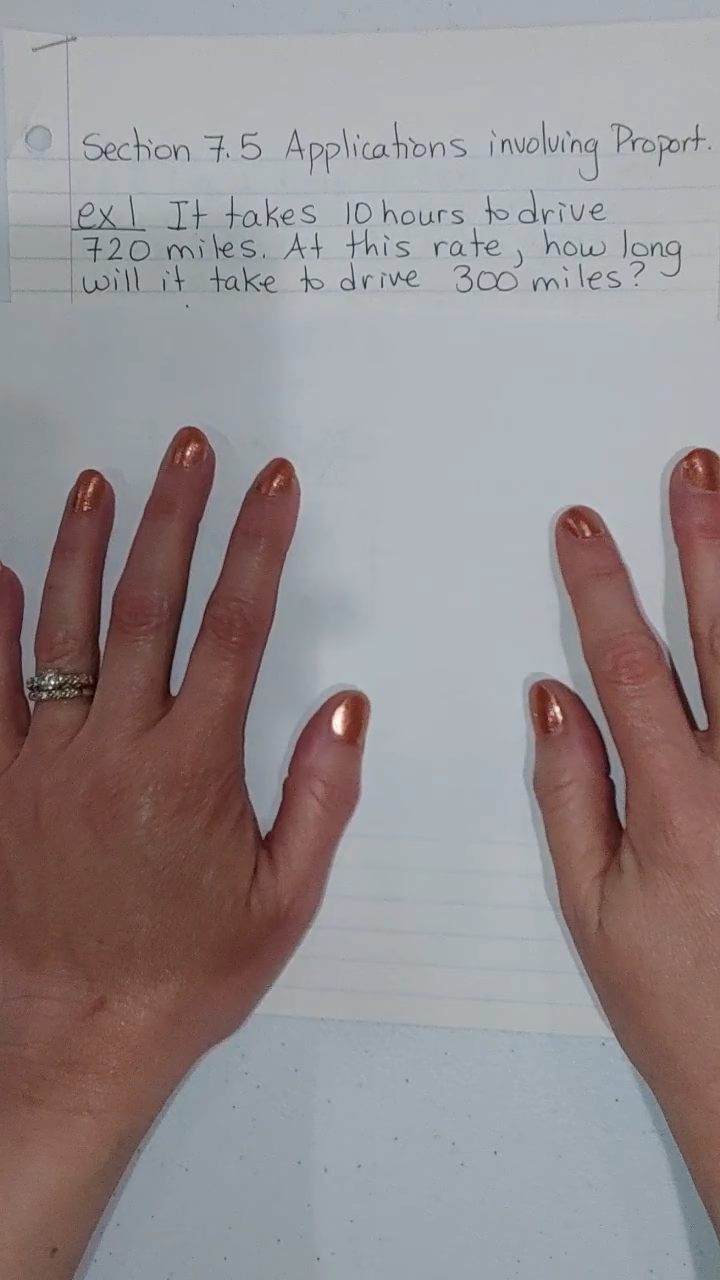 Section 7.5 Applications involving Proport.
ex1 It takes 10 hours to drive
720 miles. At this rate, how long
will it take to drive 300 miles?